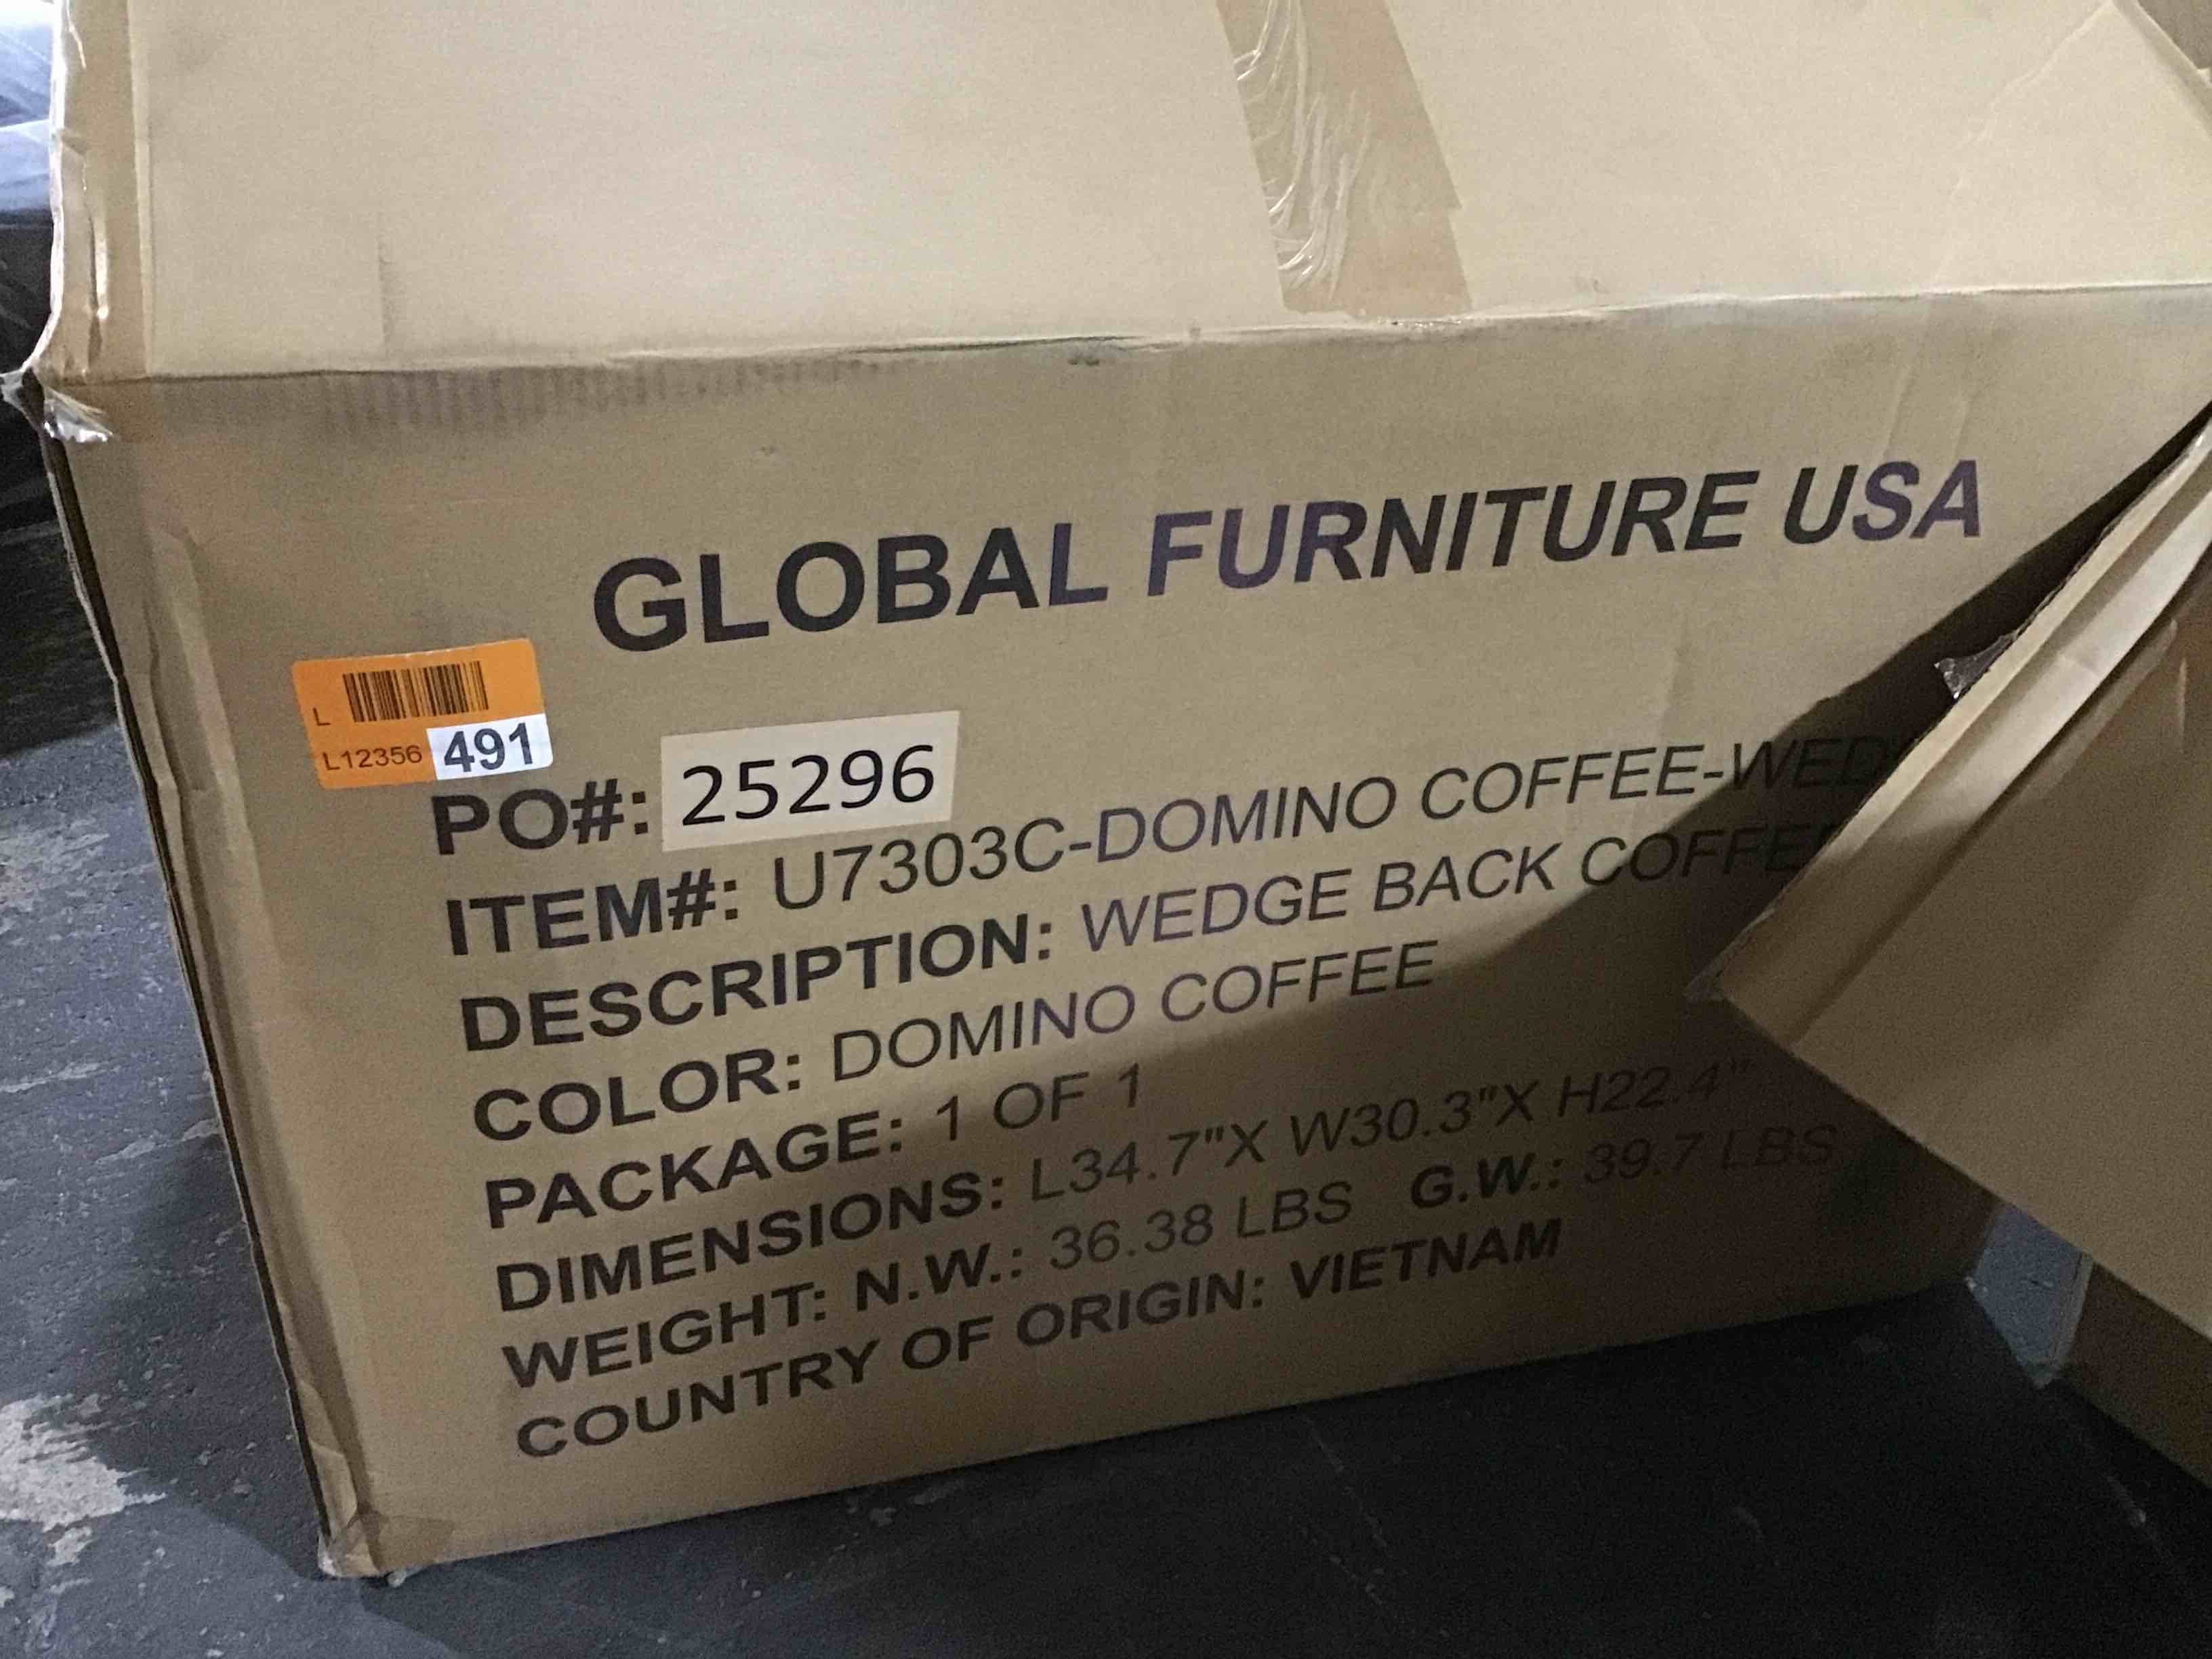 GLOBAL FURNITURE USA
L
L12356 491
PO#: 25296
ITEM#: U7303C-DOMINO COFFEE-WED
DESCRIPTION: WEDGE BACK COFFEE
COLOR: DOMINO COFFEE
PACKAGE: 1 OF 1
DIMENSIONS: L34.7"X W30.3"X H22.4"
WEIGHT: N.W.: 36.38 LBS G.W.: 39.7 LBS
COUNTRY OF ORIGIN: VIETNAM